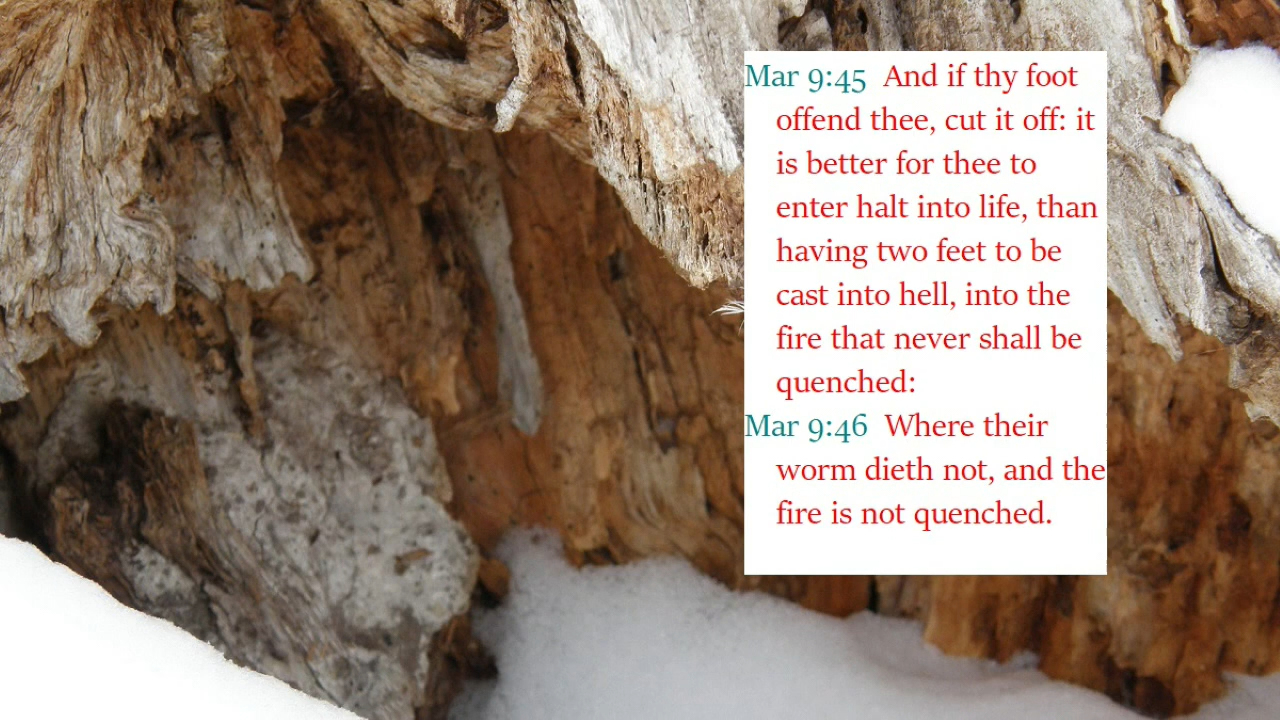 Mar 9:45 And if thy foot
offend thee, cut it off: it
is better for thee to
enter halt into life, than
having two feet to be
cast into hell, into the
fire that never shall be
quenched:
Mar 9:46 Where their
worm dieth not, and the
fire is not quenched.